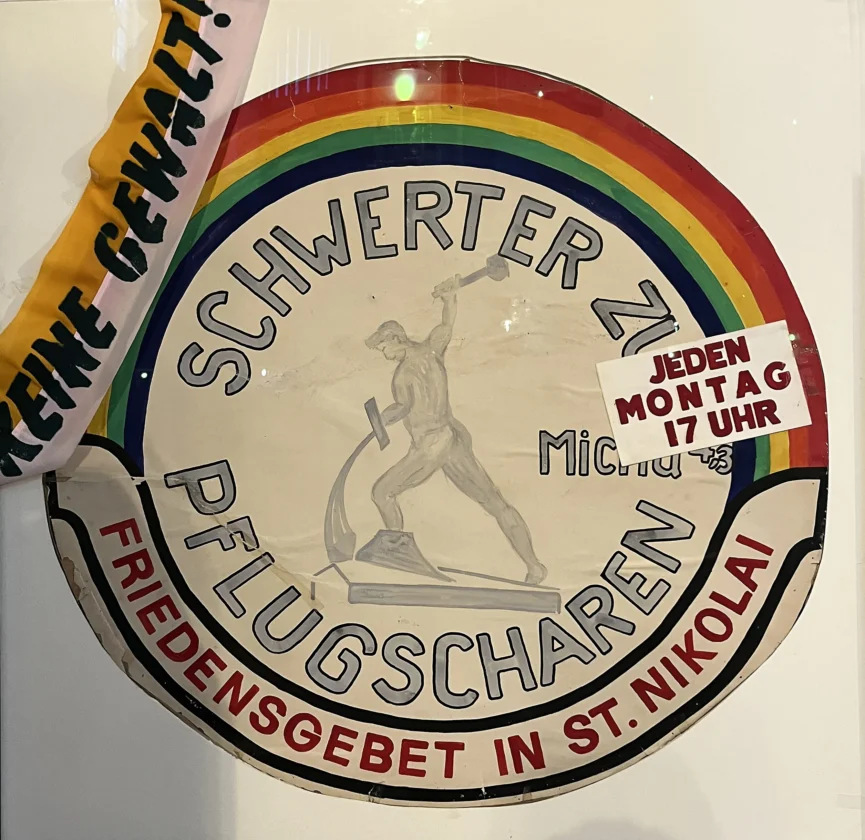 KEINE GEWALT!
SCHWERTER ZU
JEDEN
MONTAG
17 UHR
Micha 4,3
PFLUGSCHAREN
FRIEDENSGEBET IN ST. NIKOLAI